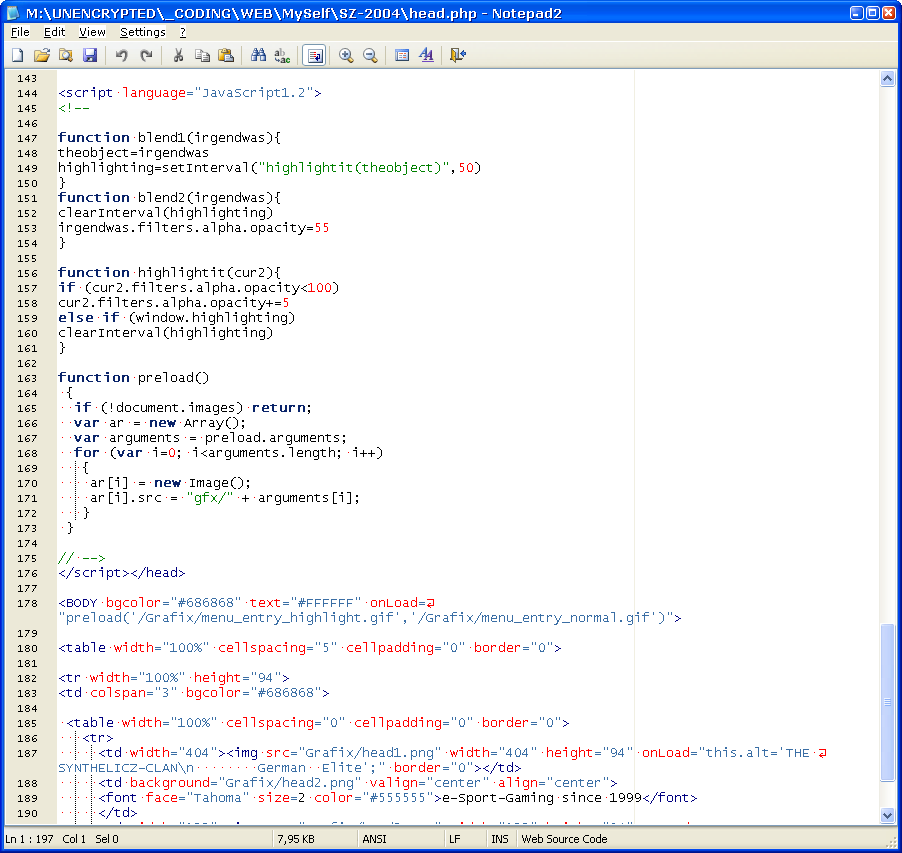 M:\UNENCRYPTED\_CODING\WEB\MySelf\SZ-2004\head.php - Notepad2
File Edit View Settings ?
143
144 <script language="JavaScript1.2">
145 <!--
146
147 function blend1(irgendwas){
148 theobject=irgendwas
149 highlighting=setInterval("highlightit(theobject)",50)
150 }
151 function blend2(irgendwas){
152 clearInterval(highlighting)
153 irgendwas.filters.alpha.opacity=55
154 }
155
156 function highlightit(cur2){
157 if (cur2.filters.alpha.opacity<100)
158 cur2.filters.alpha.opacity+=5
159 else if (window.highlighting)
160 clearInterval(highlighting)
161 }
162
163 function preload()
164 {
165 if (!document.images) return;
166 var ar = new Array();
167 var arguments = preload.arguments;
168 for (var i=0; i<arguments.length; i++)
169 {
170 ar[i] = new Image();
171 ar[i].src = "gfx/" + arguments[i];
172 }
173 }
174
175 // -->
176 </script></head>
177
178 <BODY bgcolor="#686868" text="#FFFFFF" onLoad=
"preload('/Grafix/menu_entry_highlight.gif','/Grafix/menu_entry_normal.gif')">
179
180 <table width="100%" cellspacing="5" cellpadding="0" border="0">
181
182 <tr width="100%" height="94">
183 <td colspan="3" bgcolor="#686868">
184
185 <table width="100%" cellspacing="0" cellpadding="0" border="0">
186 <tr>
187 <td width="404"><img src="Grafix/head1.png" width="404" height="94" onLoad="this.alt='THE
SYNTHELICZ-CLAN\n German Elite';" border="0"></td>
188 <td background="Grafix/head2.png" valign="center" align="center">
189 <font face="Tahoma" size=2 color="#555555">e-Sport-Gaming since 1999</font>
190 </td>
Ln 1 : 197 Col 1 Sel 0 7,95 KB ANSI LF INS Web Source Code